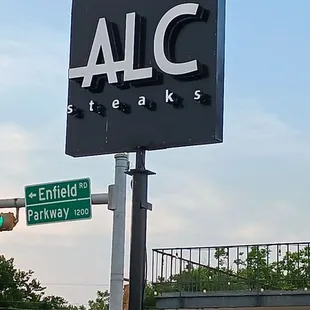 ALC
steaks
← Enfield RD
Parkway 1200